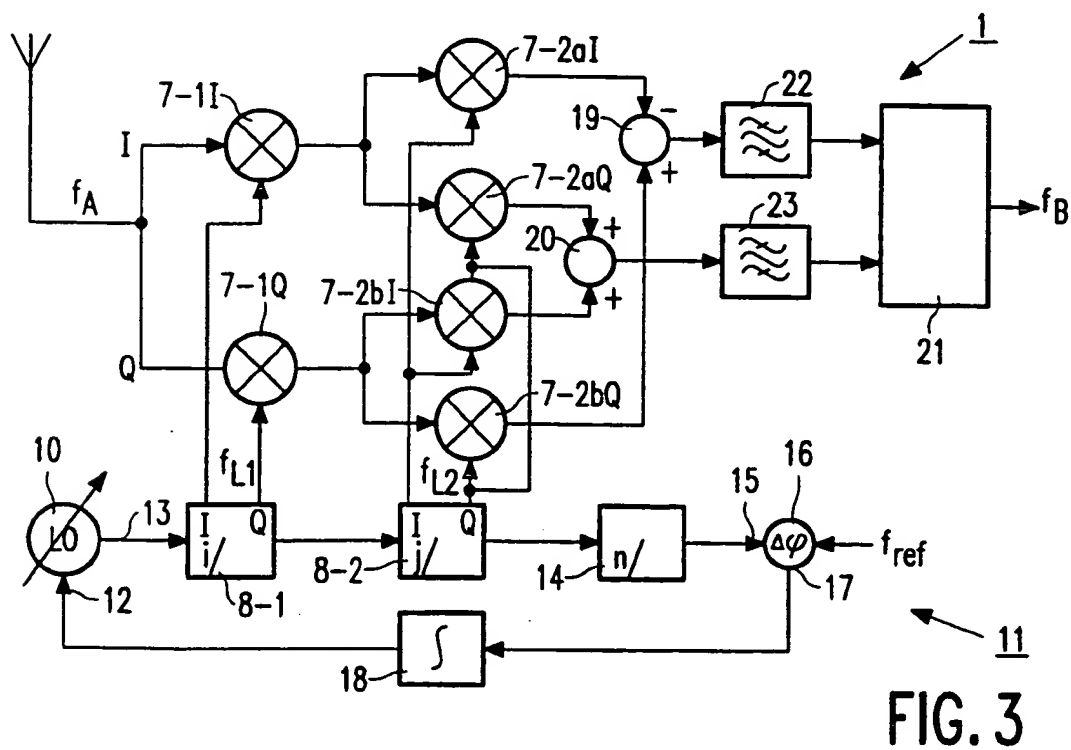 1
7-2aI
7-1I
22
19
-
+
I
7-2aQ
f_A
23
+
20
f_B
7-1Q
7-2bI
+
21
Q
7-2bQ
10
f_L1
f_L2
16
13
15
LO
I Q
i/
I Q
j/
n/
Δφ
f_ref
12
8-1
8-2
14
17
∫
18
11
FIG. 3